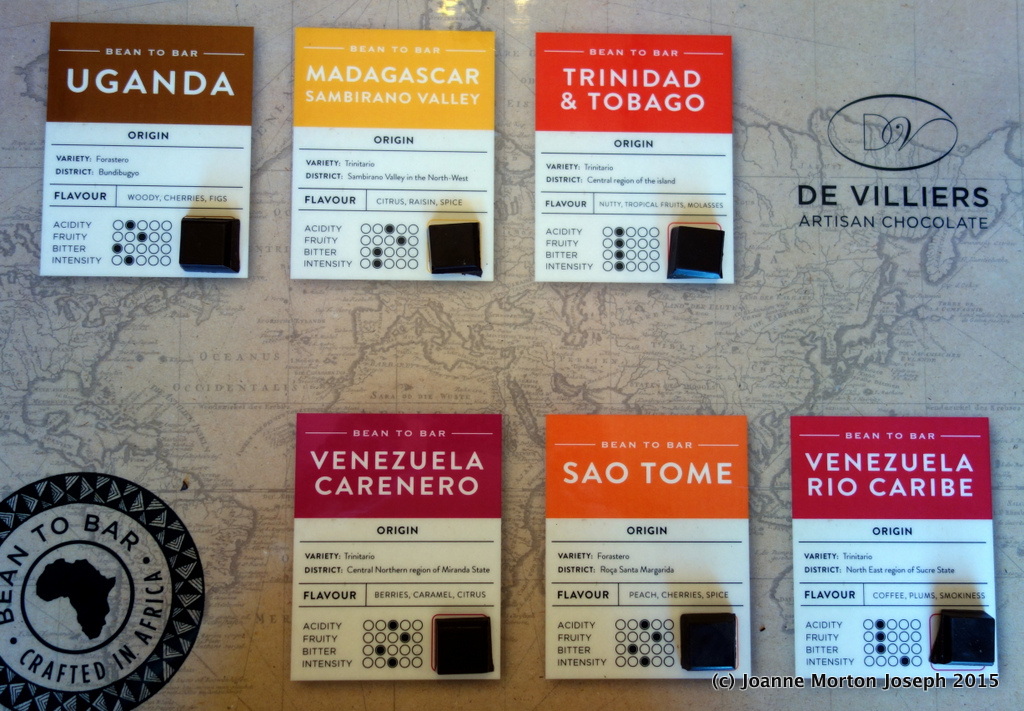 BEAN TO BAR
UGANDA
ORIGIN
VARIETY: Forastero
DISTRICT: Bundibugyo
FLAVOUR WOODY, CHERRIES, FIGS
ACIDITY
FRUITY
BITTER
INTENSITY
BEAN TO BAR
MADAGASCAR
SAMBIRANO VALLEY
ORIGIN
VARIETY: Trinitario
DISTRICT: Sambirano Valley in the North-West
FLAVOUR CITRUS, RAISIN, SPICE
ACIDITY
FRUITY
BITTER
INTENSITY
BEAN TO BAR
TRINIDAD
& TOBAGO
ORIGIN
VARIETY: Trinitario
DISTRICT: Central region of the island
FLAVOUR NUTTY, TROPICAL FRUITS, MOLASSES
ACIDITY
FRUITY
BITTER
INTENSITY
DV
DE VILLIERS
ARTISAN CHOCOLATE
OCEANUS
OCCIDENTALIS
BEAN TO BAR
VENEZUELA
CARENERO
ORIGIN
VARIETY: Trinitario
DISTRICT: Central Northern region of Miranda State
FLAVOUR BERRIES, CARAMEL, CITRUS
ACIDITY
FRUITY
BITTER
INTENSITY
BEAN TO BAR
SAO TOME
ORIGIN
VARIETY: Forastero
DISTRICT: Roça Santa Margarida
FLAVOUR PEACH, CHERRIES, SPICE
ACIDITY
FRUITY
BITTER
INTENSITY
BEAN TO BAR
VENEZUELA
RIO CARIBE
ORIGIN
VARIETY: Trinitario
DISTRICT: North East region of Sucre State
FLAVOUR COFFEE, PLUMS, SMOKINESS
ACIDITY
FRUITY
BITTER
INTENSITY
BEAN TO BAR
CRAFTED IN AFRICA
(c) Joanne Morton Joseph 2015